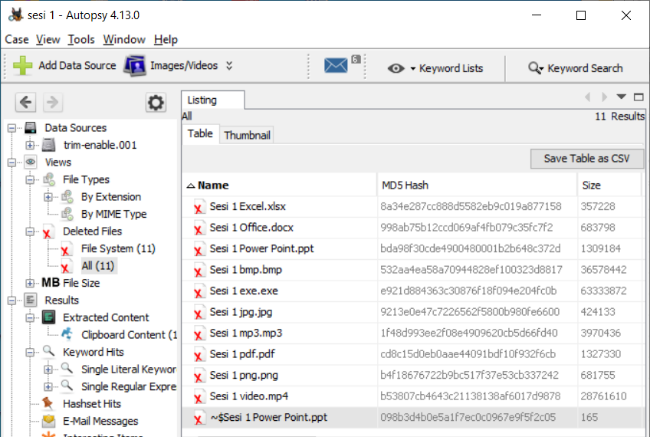 sesi 1 - Autopsy 4.13.0
Case View Tools Window Help
Add Data Source Images/Videos 6 Keyword Lists Keyword Search
Listing
All 11 Results
Table Thumbnail
Save Table as CSV
Name MD5 Hash Size
Sesi 1 Excel.xlsx 8a34e287cc888d5582eb9c019a877158 357228
Sesi 1 Office.docx 998ab75b12ccd069af4fb079c35fc7f2 683798
Sesi 1 Power Point.ppt bda98f30cde4900480001b2b648c372d 1309184
Sesi 1 bmp.bmp 532aa4ea58a70944828ef100323d8817 36578442
Sesi 1 exe.exe e921d884363c30876f18f094e204fc0b 63333872
Sesi 1 jpg.jpg 9213e0e47c7226562f5800b980fe6600 424133
Sesi 1 mp3.mp3 1f48d993ee2f08e4909620cb5d66fd40 3970436
Sesi 1 pdf.pdf cd8c15d0eb0aae44091bdf10f932f6cb 1327330
Sesi 1 png.png b4f18676722b9bc517f37e53cb337242 681755
Sesi 1 video.mp4 b53807cb4643c21138138af6017d9878 28761610
~$Sesi 1 Power Point.ppt 098b3d4b0e5a1f7ec0c0967e9f5f2c05 165
Data Sources
trim-enable.001
Views
File Types
By Extension
By MIME Type
Deleted Files
File System (11)
All (11)
MB File Size
Results
Extracted Content
Clipboard Content (1
Keyword Hits
Single Literal Keywor
Single Regular Expre
Hashset Hits
E-Mail Messages
Interesting Items